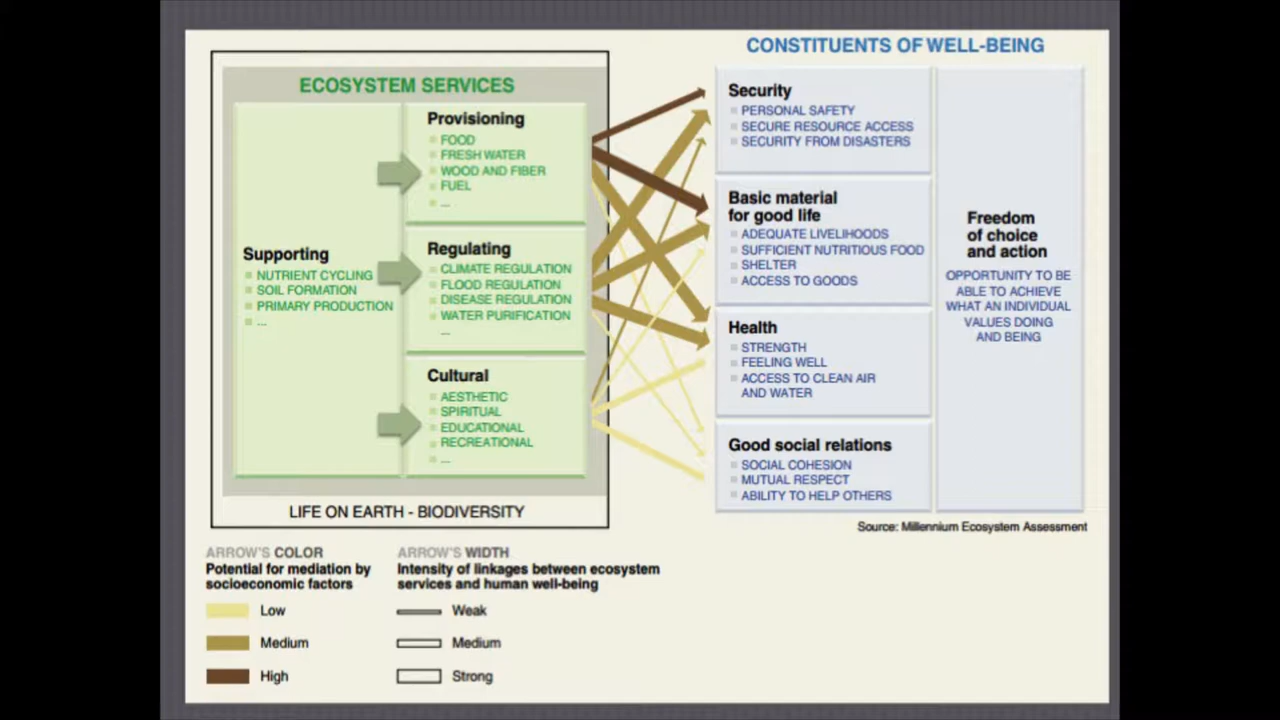 CONSTITUENTS OF WELL-BEING
ECOSYSTEM SERVICES
Supporting
NUTRIENT CYCLING
SOIL FORMATION
PRIMARY PRODUCTION
...
Provisioning
FOOD
FRESH WATER
WOOD AND FIBER
FUEL
...
Regulating
CLIMATE REGULATION
FLOOD REGULATION
DISEASE REGULATION
WATER PURIFICATION
...
Cultural
AESTHETIC
SPIRITUAL
EDUCATIONAL
RECREATIONAL
...
LIFE ON EARTH - BIODIVERSITY
Security
PERSONAL SAFETY
SECURE RESOURCE ACCESS
SECURITY FROM DISASTERS
Basic material
for good life
ADEQUATE LIVELIHOODS
SUFFICIENT NUTRITIOUS FOOD
SHELTER
ACCESS TO GOODS
Health
STRENGTH
FEELING WELL
ACCESS TO CLEAN AIR
AND WATER
Good social relations
SOCIAL COHESION
MUTUAL RESPECT
ABILITY TO HELP OTHERS
Freedom
of choice
and action
OPPORTUNITY TO BE
ABLE TO ACHIEVE
WHAT AN INDIVIDUAL
VALUES DOING
AND BEING
Source: Millennium Ecosystem Assessment
ARROW'S COLOR
Potential for mediation by
socioeconomic factors
Low
Medium
High
ARROW'S WIDTH
Intensity of linkages between ecosystem
services and human well-being
Weak
Medium
Strong